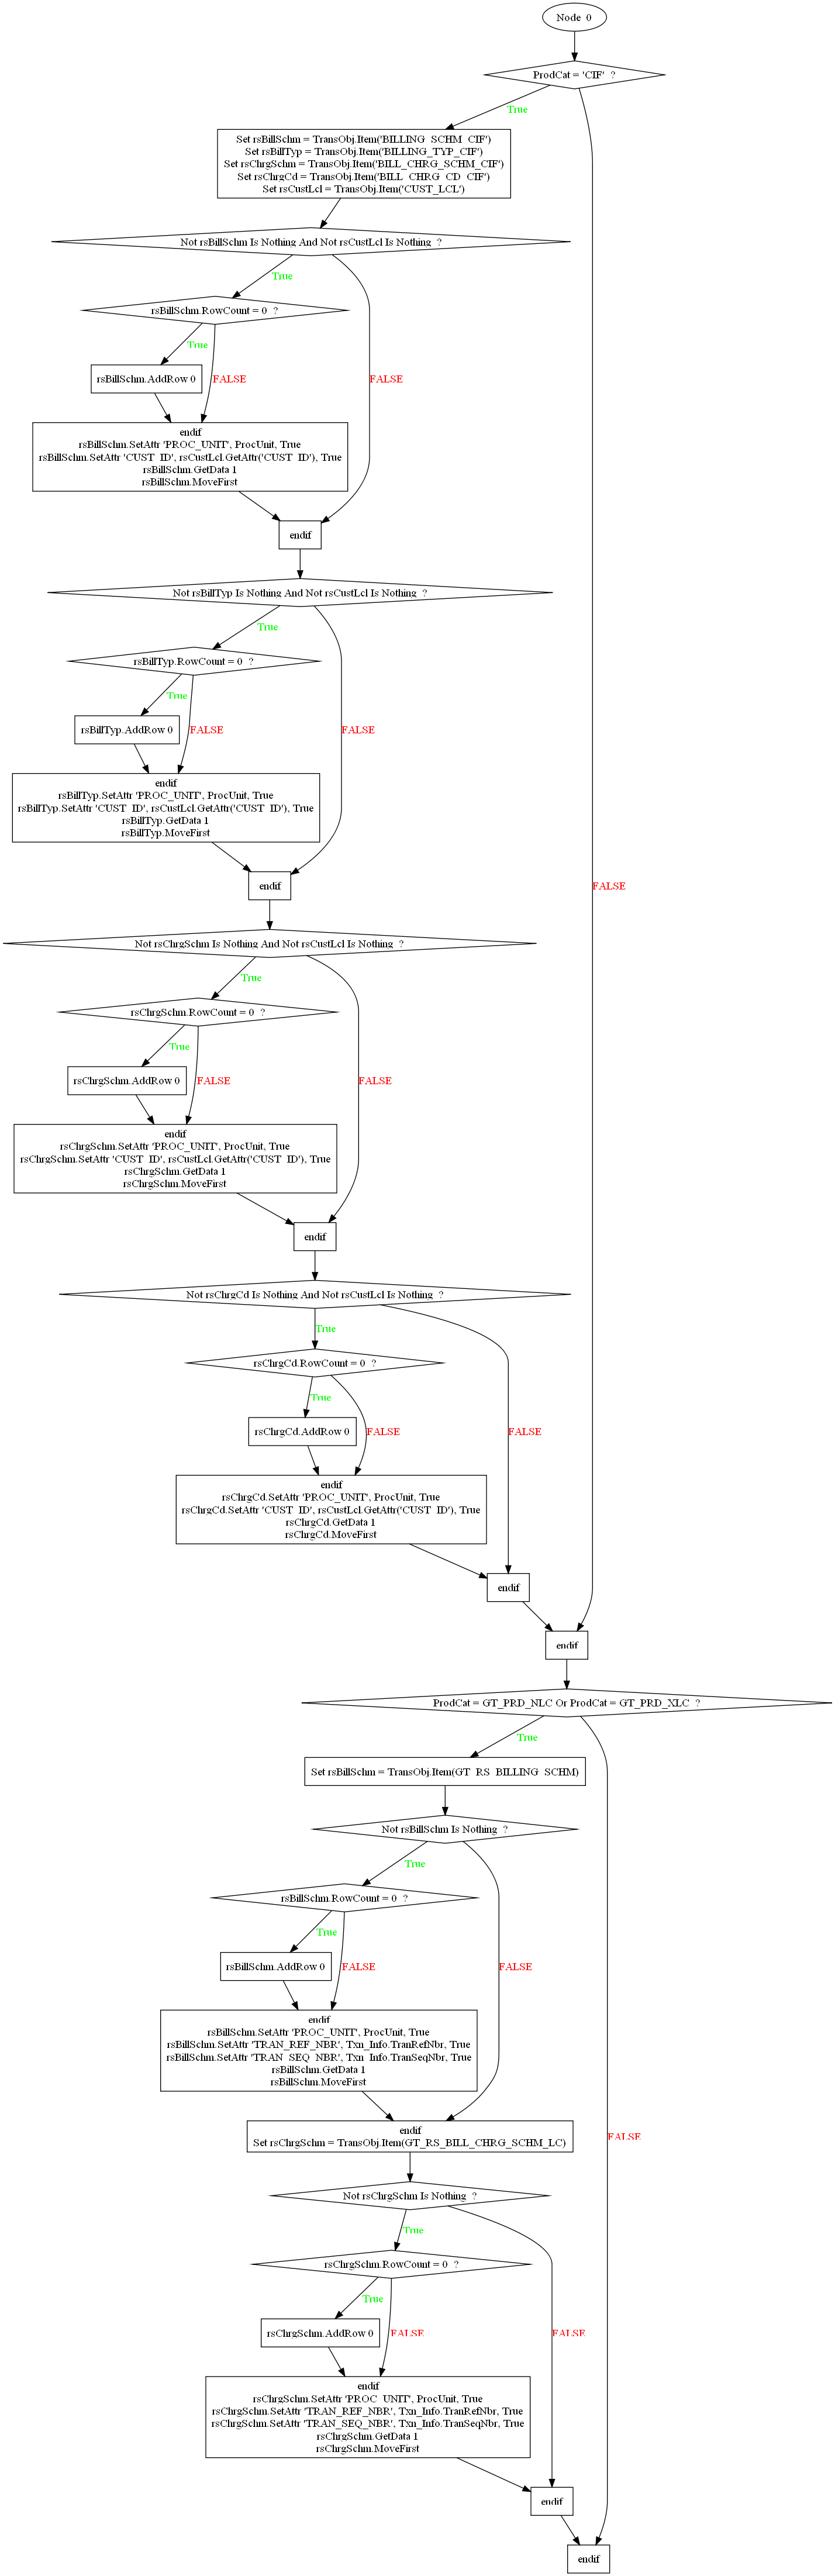 Node 0
ProdCat = 'CIF' ?
True
Set rsBillSchm = TransObj.Item('BILLING_SCHM_CIF')
Set rsBillTyp = TransObj.Item('BILLING_TYP_CIF')
Set rsChrgSchm = TransObj.Item('BILL_CHRG_SCHM_CIF')
Set rsChrgCd = TransObj.Item('BILL_CHRG_CD_CIF')
Set rsCustLcl = TransObj.Item('CUST_LCL')
Not rsBillSchm Is Nothing And Not rsCustLcl Is Nothing ?
True
rsBillSchm.RowCount = 0 ?
True
rsBillSchm.AddRow 0
FALSE
FALSE
endif
rsBillSchm.SetAttr 'PROC_UNIT', ProcUnit, True
rsBillSchm.SetAttr 'CUST_ID', rsCustLcl.GetAttr('CUST_ID'), True
rsBillSchm.GetData 1
rsBillSchm.MoveFirst
endif
Not rsBillTyp Is Nothing And Not rsCustLcl Is Nothing ?
True
rsBillTyp.RowCount = 0 ?
True
rsBillTyp.AddRow 0
FALSE
FALSE
endif
rsBillTyp.SetAttr 'PROC_UNIT', ProcUnit, True
rsBillTyp.SetAttr 'CUST_ID', rsCustLcl.GetAttr('CUST_ID'), True
rsBillTyp.GetData 1
rsBillTyp.MoveFirst
endif
FALSE
Not rsChrgSchm Is Nothing And Not rsCustLcl Is Nothing ?
True
rsChrgSchm.RowCount = 0 ?
True
rsChrgSchm.AddRow 0
FALSE
FALSE
endif
rsChrgSchm.SetAttr 'PROC_UNIT', ProcUnit, True
rsChrgSchm.SetAttr 'CUST_ID', rsCustLcl.GetAttr('CUST_ID'), True
rsChrgSchm.GetData 1
rsChrgSchm.MoveFirst
endif
Not rsChrgCd Is Nothing And Not rsCustLcl Is Nothing ?
True
rsChrgCd.RowCount = 0 ?
True
rsChrgCd.AddRow 0
FALSE
FALSE
endif
rsChrgCd.SetAttr 'PROC_UNIT', ProcUnit, True
rsChrgCd.SetAttr 'CUST_ID', rsCustLcl.GetAttr('CUST_ID'), True
rsChrgCd.GetData 1
rsChrgCd.MoveFirst
endif
endif
ProdCat = GT_PRD_NLC Or ProdCat = GT_PRD_XLC ?
True
Set rsBillSchm = TransObj.Item(GT_RS_BILLING_SCHM)
Not rsBillSchm Is Nothing ?
True
rsBillSchm.RowCount = 0 ?
True
rsBillSchm.AddRow 0
FALSE
FALSE
endif
rsBillSchm.SetAttr 'PROC_UNIT', ProcUnit, True
rsBillSchm.SetAttr 'TRAN_REF_NBR', Txn_Info.TranRefNbr, True
rsBillSchm.SetAttr 'TRAN_SEQ_NBR', Txn_Info.TranSeqNbr, True
rsBillSchm.GetData 1
rsBillSchm.MoveFirst
endif
Set rsChrgSchm = TransObj.Item(GT_RS_BILL_CHRG_SCHM_LC)
FALSE
Not rsChrgSchm Is Nothing ?
True
rsChrgSchm.RowCount = 0 ?
True
rsChrgSchm.AddRow 0
FALSE
FALSE
endif
rsChrgSchm.SetAttr 'PROC_UNIT', ProcUnit, True
rsChrgSchm.SetAttr 'TRAN_REF_NBR', Txn_Info.TranRefNbr, True
rsChrgSchm.SetAttr 'TRAN_SEQ_NBR', Txn_Info.TranSeqNbr, True
rsChrgSchm.GetData 1
rsChrgSchm.MoveFirst
endif
endif